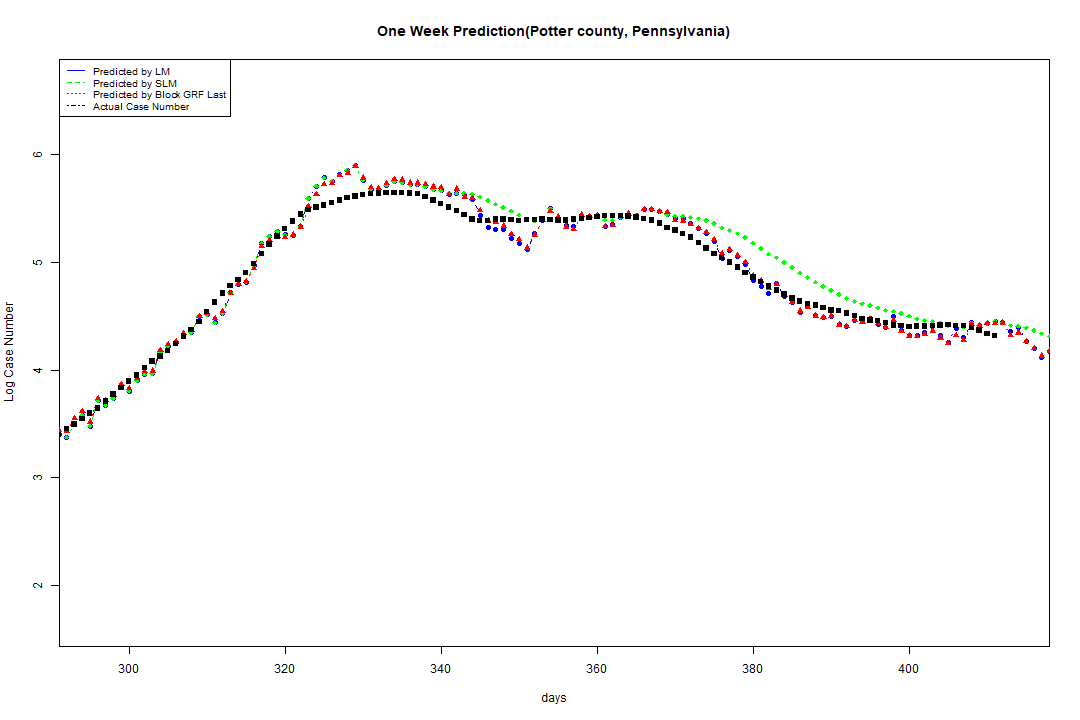 One Week Prediction(Potter county, Pennsylvania)
Predicted by LM
Predicted by SLM
Predicted by Block GRF Last
Actual Case Number
6
5
4
3
2
Log Case Number
300 320 340 360 380 400
days